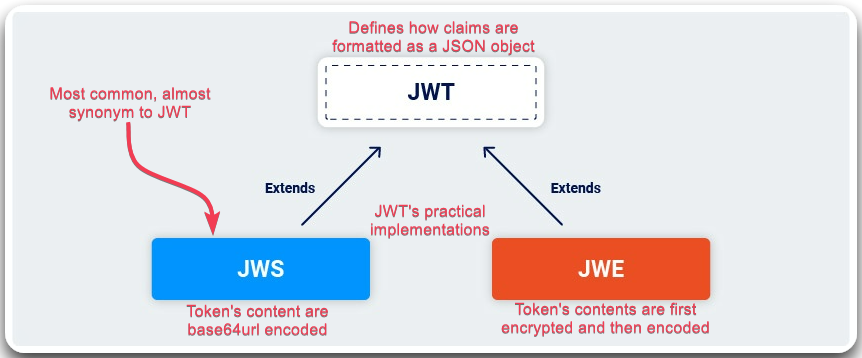 Defines how claims are
formatted as a JSON object
JWT
Most common, almost
synonym to JWT
Extends
Extends
JWT's practical
implementations
JWS
JWE
Token's content are
base64url encoded
Token's contents are first
encrypted and then encoded